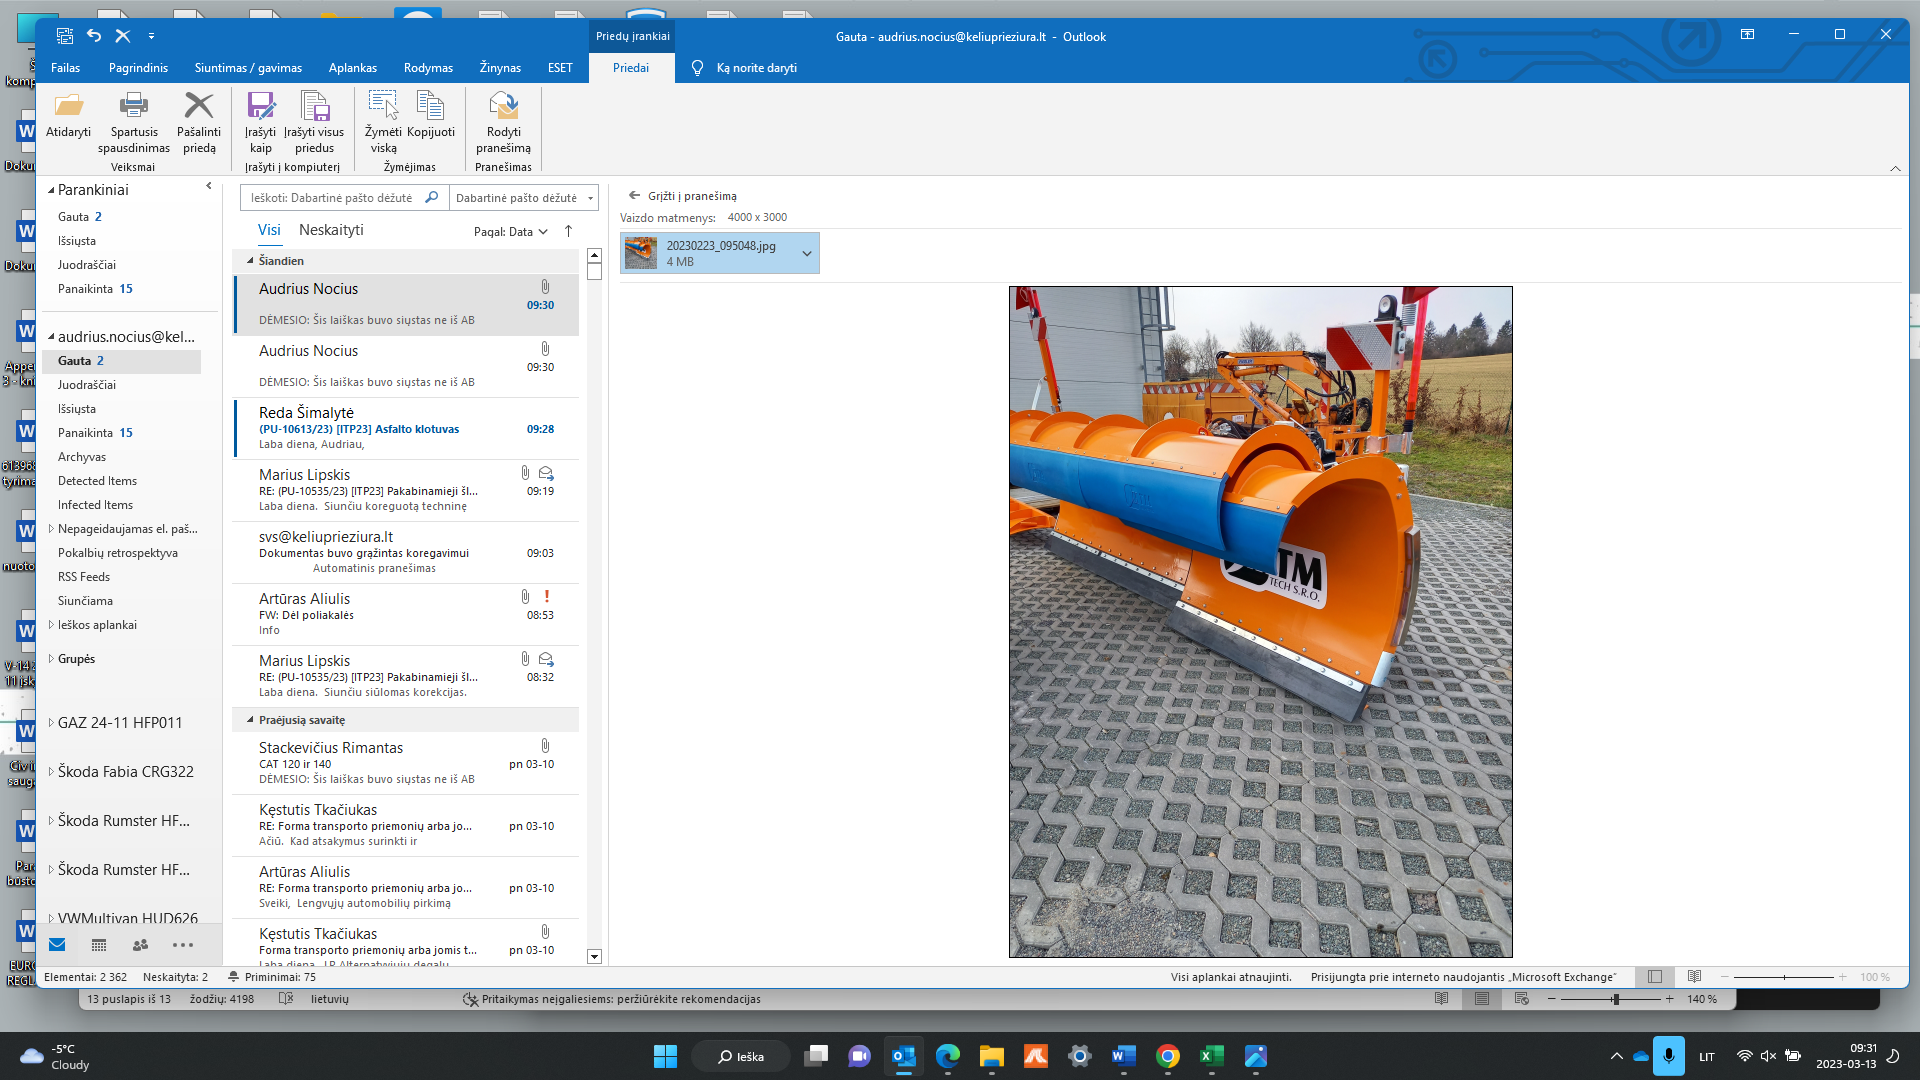 Priedų įrankiai
Gauta - audrius.nocius@keliuprieziura.lt - Outlook
Failas
Pagrindinis
Siuntimas / gavimas
Aplankas
Rodymas
Žinynas
ESET
Priedai
Ką norite daryti
Atidaryti
Spartusis
spausdinimas
Pašalinti
priedą
Įrašyti
kaip
Įrašyti visus
priedus
Žymėti
viską
Kopijuoti
Rodyti
pranešimą
Veiksmai
Įrašyti į kompiuterį
Žymėjimas
Pranešimas
Parankiniai
Gauta 2
Išsiųsta
Juodraščiai
Panaikinta 15
audrius.nocius@kel...
Gauta 2
Juodraščiai
Išsiųsta
Panaikinta 15
Archyvas
Detected Items
Infected Items
Nepageidaujamas el. paš...
Pokalbių retrospektyva
RSS Feeds
Siunčiama
Ieškos aplankai
Grupės
GAZ 24-11 HFP011
Škoda Fabia CRG322
Škoda Rumster HF...
Škoda Rumster HF...
VWMultivan HUD626
Ieškoti: Dabartinė pašto dėžutė
Dabartinė pašto dėžutė
Visi
Neskaityti
Pagal: Data
Šiandien
Audrius Nocius
09:30
DĖMESIO: Šis laiškas buvo siųstas ne iš AB
Audrius Nocius
09:30
DĖMESIO: Šis laiškas buvo siųstas ne iš AB
Reda Šimalytė
(PU-10613/23) [ITP23] Asfalto klotuvas 09:28
Laba diena, Audriau,
Marius Lipskis
RE: (PU-10535/23) [ITP23] Pakabinamieji šl... 09:19
Laba diena. Siunčiu koreguotą techninę
svs@keliuprieziura.lt
Dokumentas buvo grąžintas koregavimui 09:03
Automatinis pranešimas
Artūras Aliulis
FW: Dėl poliakalės 08:53
Info
Marius Lipskis
RE: (PU-10535/23) [ITP23] Pakabinamieji šl... 08:32
Laba diena. Siunčiu siūlomas korekcijas.
Praėjusią savaitę
Stackevičius Rimantas
CAT 120 ir 140 pn 03-10
DĖMESIO: Šis laiškas buvo siųstas ne iš AB
Kęstutis Tkačiukas
RE: Forma transporto priemonių arba jo... pn 03-10
Ačiū. Kad atsakymus surinkti ir
Artūras Aliulis
RE: Forma transporto priemonių arba jo... pn 03-10
Sveiki, Lengvųjų automobilių pirkimą
Kęstutis Tkačiukas
Forma transporto priemonių arba jomis t... pn 03-10
Grįžti į pranešimą
Vaizdo matmenys: 4000 x 3000
20230223_095048.jpg
4 MB
TM
TECH S.R.O.
Elementai: 2 362
Neskaityta: 2
Priminimai: 75
Visi aplankai atnaujinti.
Prisijungta prie interneto naudojantis „Microsoft Exchange“
100 %
13 puslapis iš 13
žodžių: 4198
lietuvių
Pritaikymas neįgaliesiems: peržiūrėkite rekomendacijas
140 %
-5°C
Cloudy
Ieška
LIT
09:31
2023-03-13